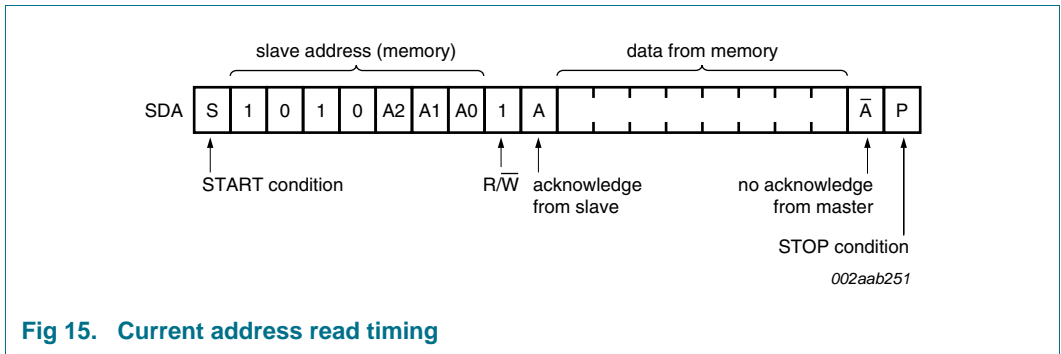 slave address (memory) data from memory
SDA S 1 0 1 0 A2 A1 A0 1 A A̅ P
START condition R/W̅ acknowledge from slave no acknowledge from master
STOP condition
002aab251
Fig 15. Current address read timing